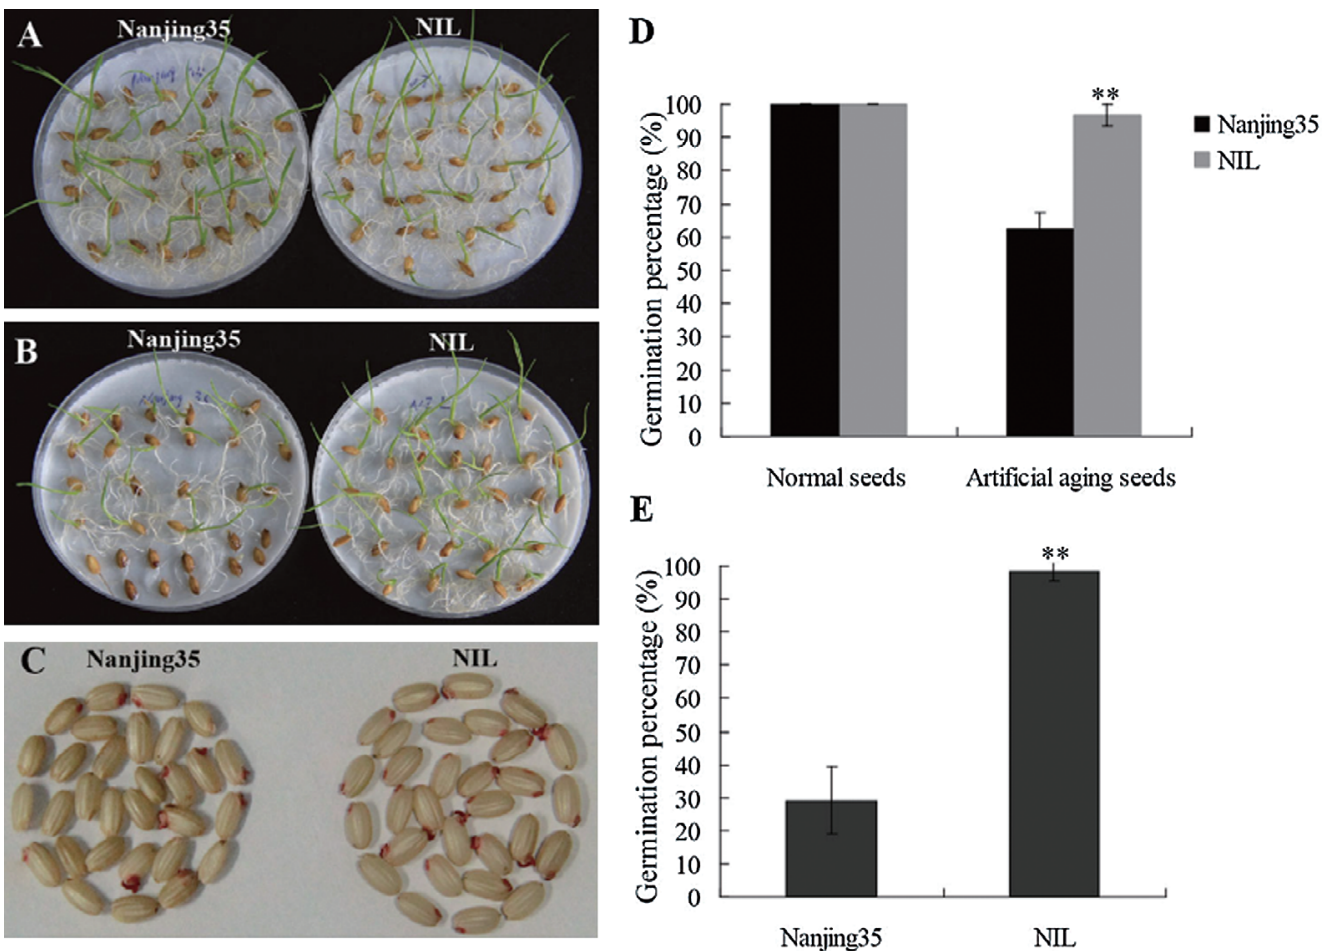 A
Nanjing35
NIL
B
Nanjing35
NIL
C
Nanjing35
NIL
D
Germination percentage (%)
100
90
80
70
60
50
40
30
20
10
0
**
Nanjing35
NIL
Normal seeds
Artificial aging seeds
E
Germination percentage (%)
100
90
80
70
60
50
40
30
20
10
0
**
Nanjing35
NIL